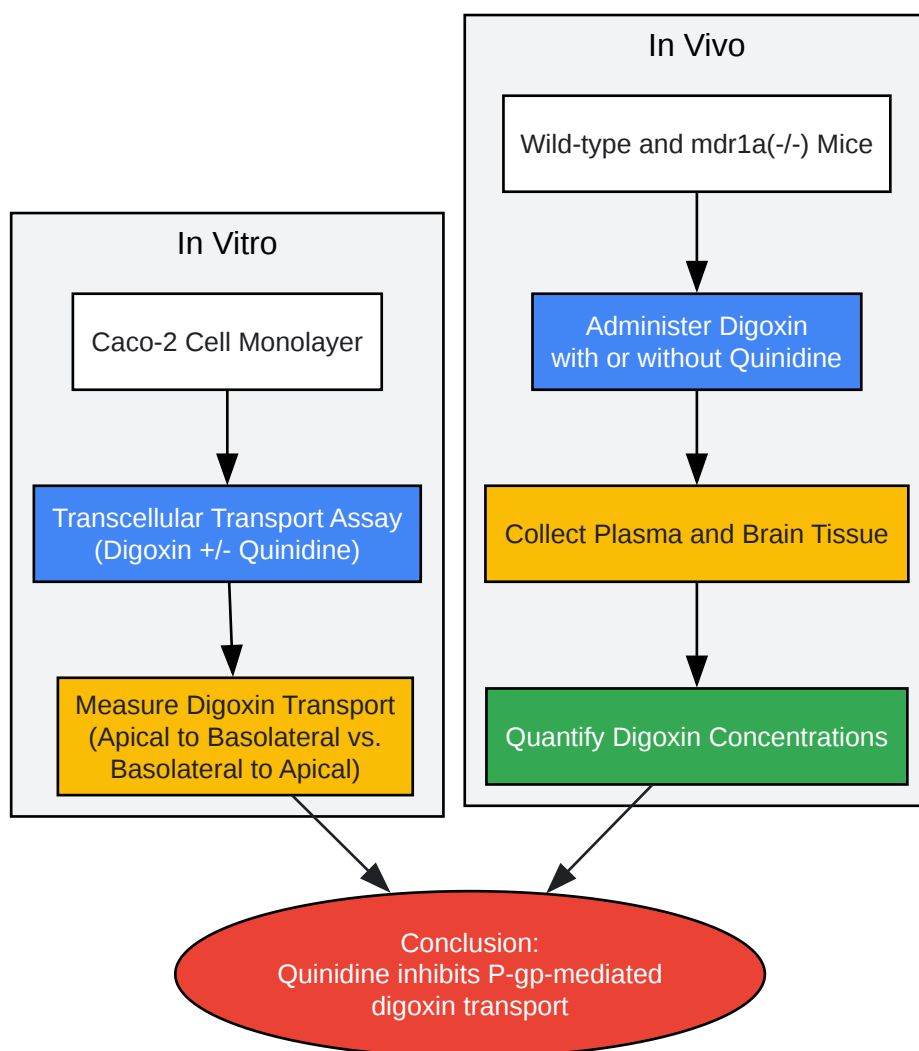 In Vitro
Caco-2 Cell Monolayer
Transcellular Transport Assay
(Digoxin +/- Quinidine)
Measure Digoxin Transport
(Apical to Basolateral vs.
Basolateral to Apical)
In Vivo
Wild-type and mdr1a(-/-) Mice
Administer Digoxin
with or without Quinidine
Collect Plasma and Brain Tissue
Quantify Digoxin Concentrations
Conclusion:
Quinidine inhibits P-gp-mediated
digoxin transport